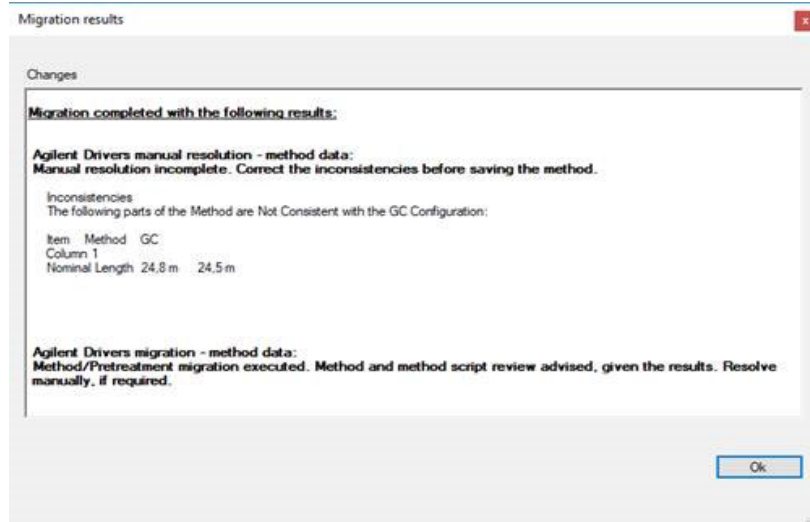 Migration results
x
Changes
Migration completed with the following results:
Agilent Drivers manual resolution - method data:
Manual resolution incomplete. Correct the inconsistencies before saving the method.
Inconsistencies
The following parts of the Method are Not Consistent with the GC Configuration:
Item Method GC
Column 1
Nominal Length 24,8 m 24,5 m
Agilent Drivers migration - method data:
Method/Pretreatment migration executed. Method and method script review advised, given the results. Resolve
manually, if required.
Ok